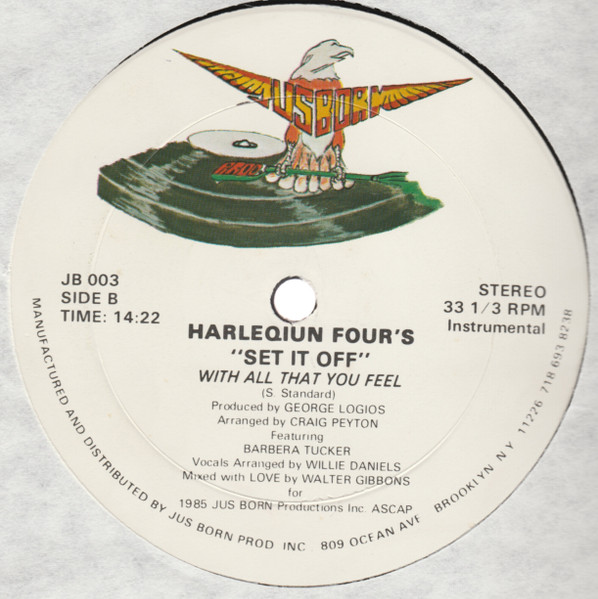 JUSBORN
PROD
JB 003
SIDE B
TIME: 14:22
STEREO
33 1/3 RPM
Instrumental
HARLEQIUN FOUR'S
"SET IT OFF"
WITH ALL THAT YOU FEEL
(S. Standard)
Produced by GEORGE LOGIOS
Arranged by CRAIG PEYTON
Featuring
BARBERA TUCKER
Vocals Arranged by WILLIE DANIELS
Mixed with LOVE by WALTER GIBBONS
for
1985 JUS BORN Productions Inc. ASCAP
MANUFACTURED AND DISTRIBUTED BY JUS BORN PROD INC 809 OCEAN AVE BROOKLYN NY 11226 718 693 8238